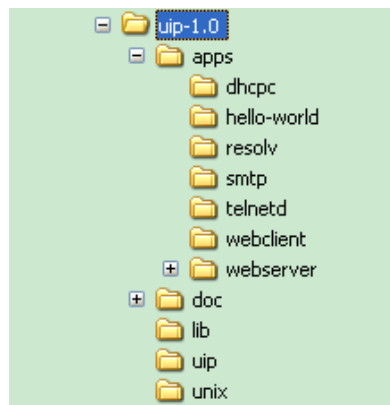 uip-1.0
apps
dhcpc
hello-world
resolv
smtp
telnetd
webclient
webserver
doc
lib
uip
unix